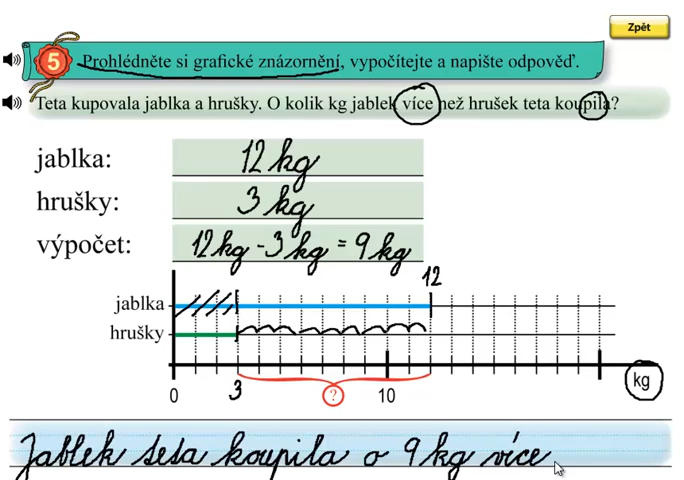 Zpět
5 Prohlédněte si grafické znázornění, vypočítejte a napište odpověď.
Teta kupovala jablka a hrušky. O kolik kg jablek více než hrušek teta koupila?
jablka: 12 kg
hrušky: 3 kg
výpočet: 12 kg - 3 kg = 9 kg
12
jablka
hrušky
0 3 ? 10 kg
Jablek teta koupila o 9 kg více